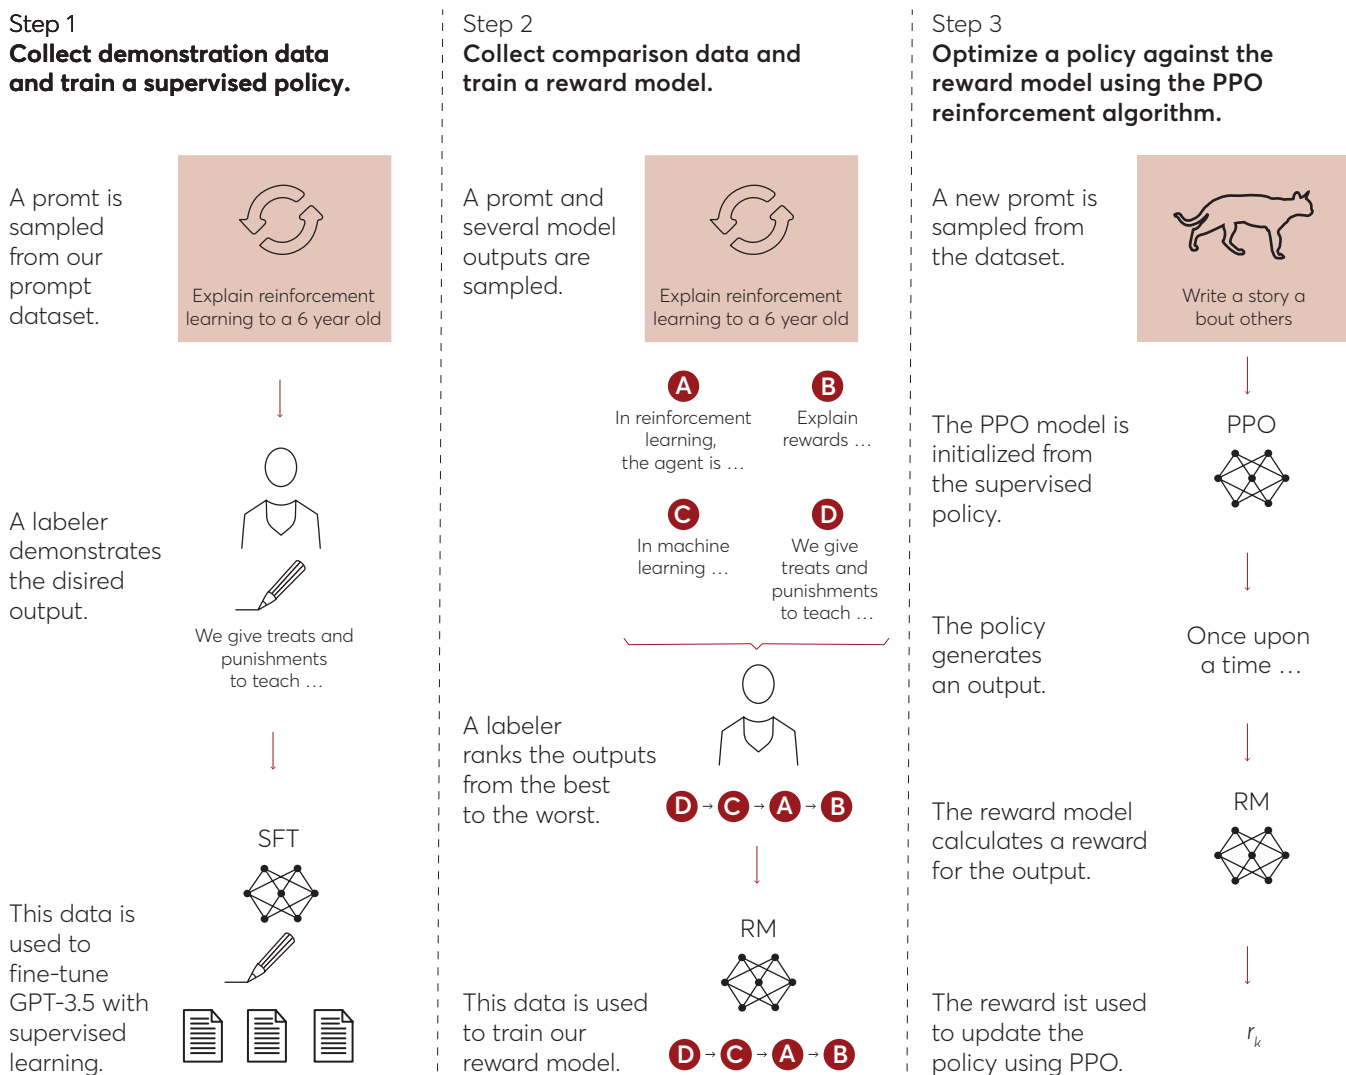 Step 1
Collect demonstration data
and train a supervised policy.
A promt is
sampled
from our
prompt
dataset.
Explain reinforcement
learning to a 6 year old
A labeler
demonstrates
the disired
output.
We give treats and
punishments
to teach …
SFT
This data is
used to
fine-tune
GPT-3.5 with
supervised
learning.
Step 2
Collect comparison data and
train a reward model.
A promt and
several model
outputs are
sampled.
Explain reinforcement
learning to a 6 year old
A
In reinforcement
learning,
the agent is …
B
Explain
rewards …
C
In machine
learning …
D
We give
treats and
punishments
to teach …
A labeler
ranks the outputs
from the best
to the worst.
D → C → A → B
RM
This data is used
to train our
reward model.
D → C → A → B
Step 3
Optimize a policy against the
reward model using the PPO
reinforcement algorithm.
A new promt is
sampled from
the dataset.
Write a story a
bout others
The PPO model is
initialized from
the supervised
policy.
PPO
The policy
generates
an output.
Once upon
a time …
The reward model
calculates a reward
for the output.
RM
The reward ist used
to update the
policy using PPO.
rk